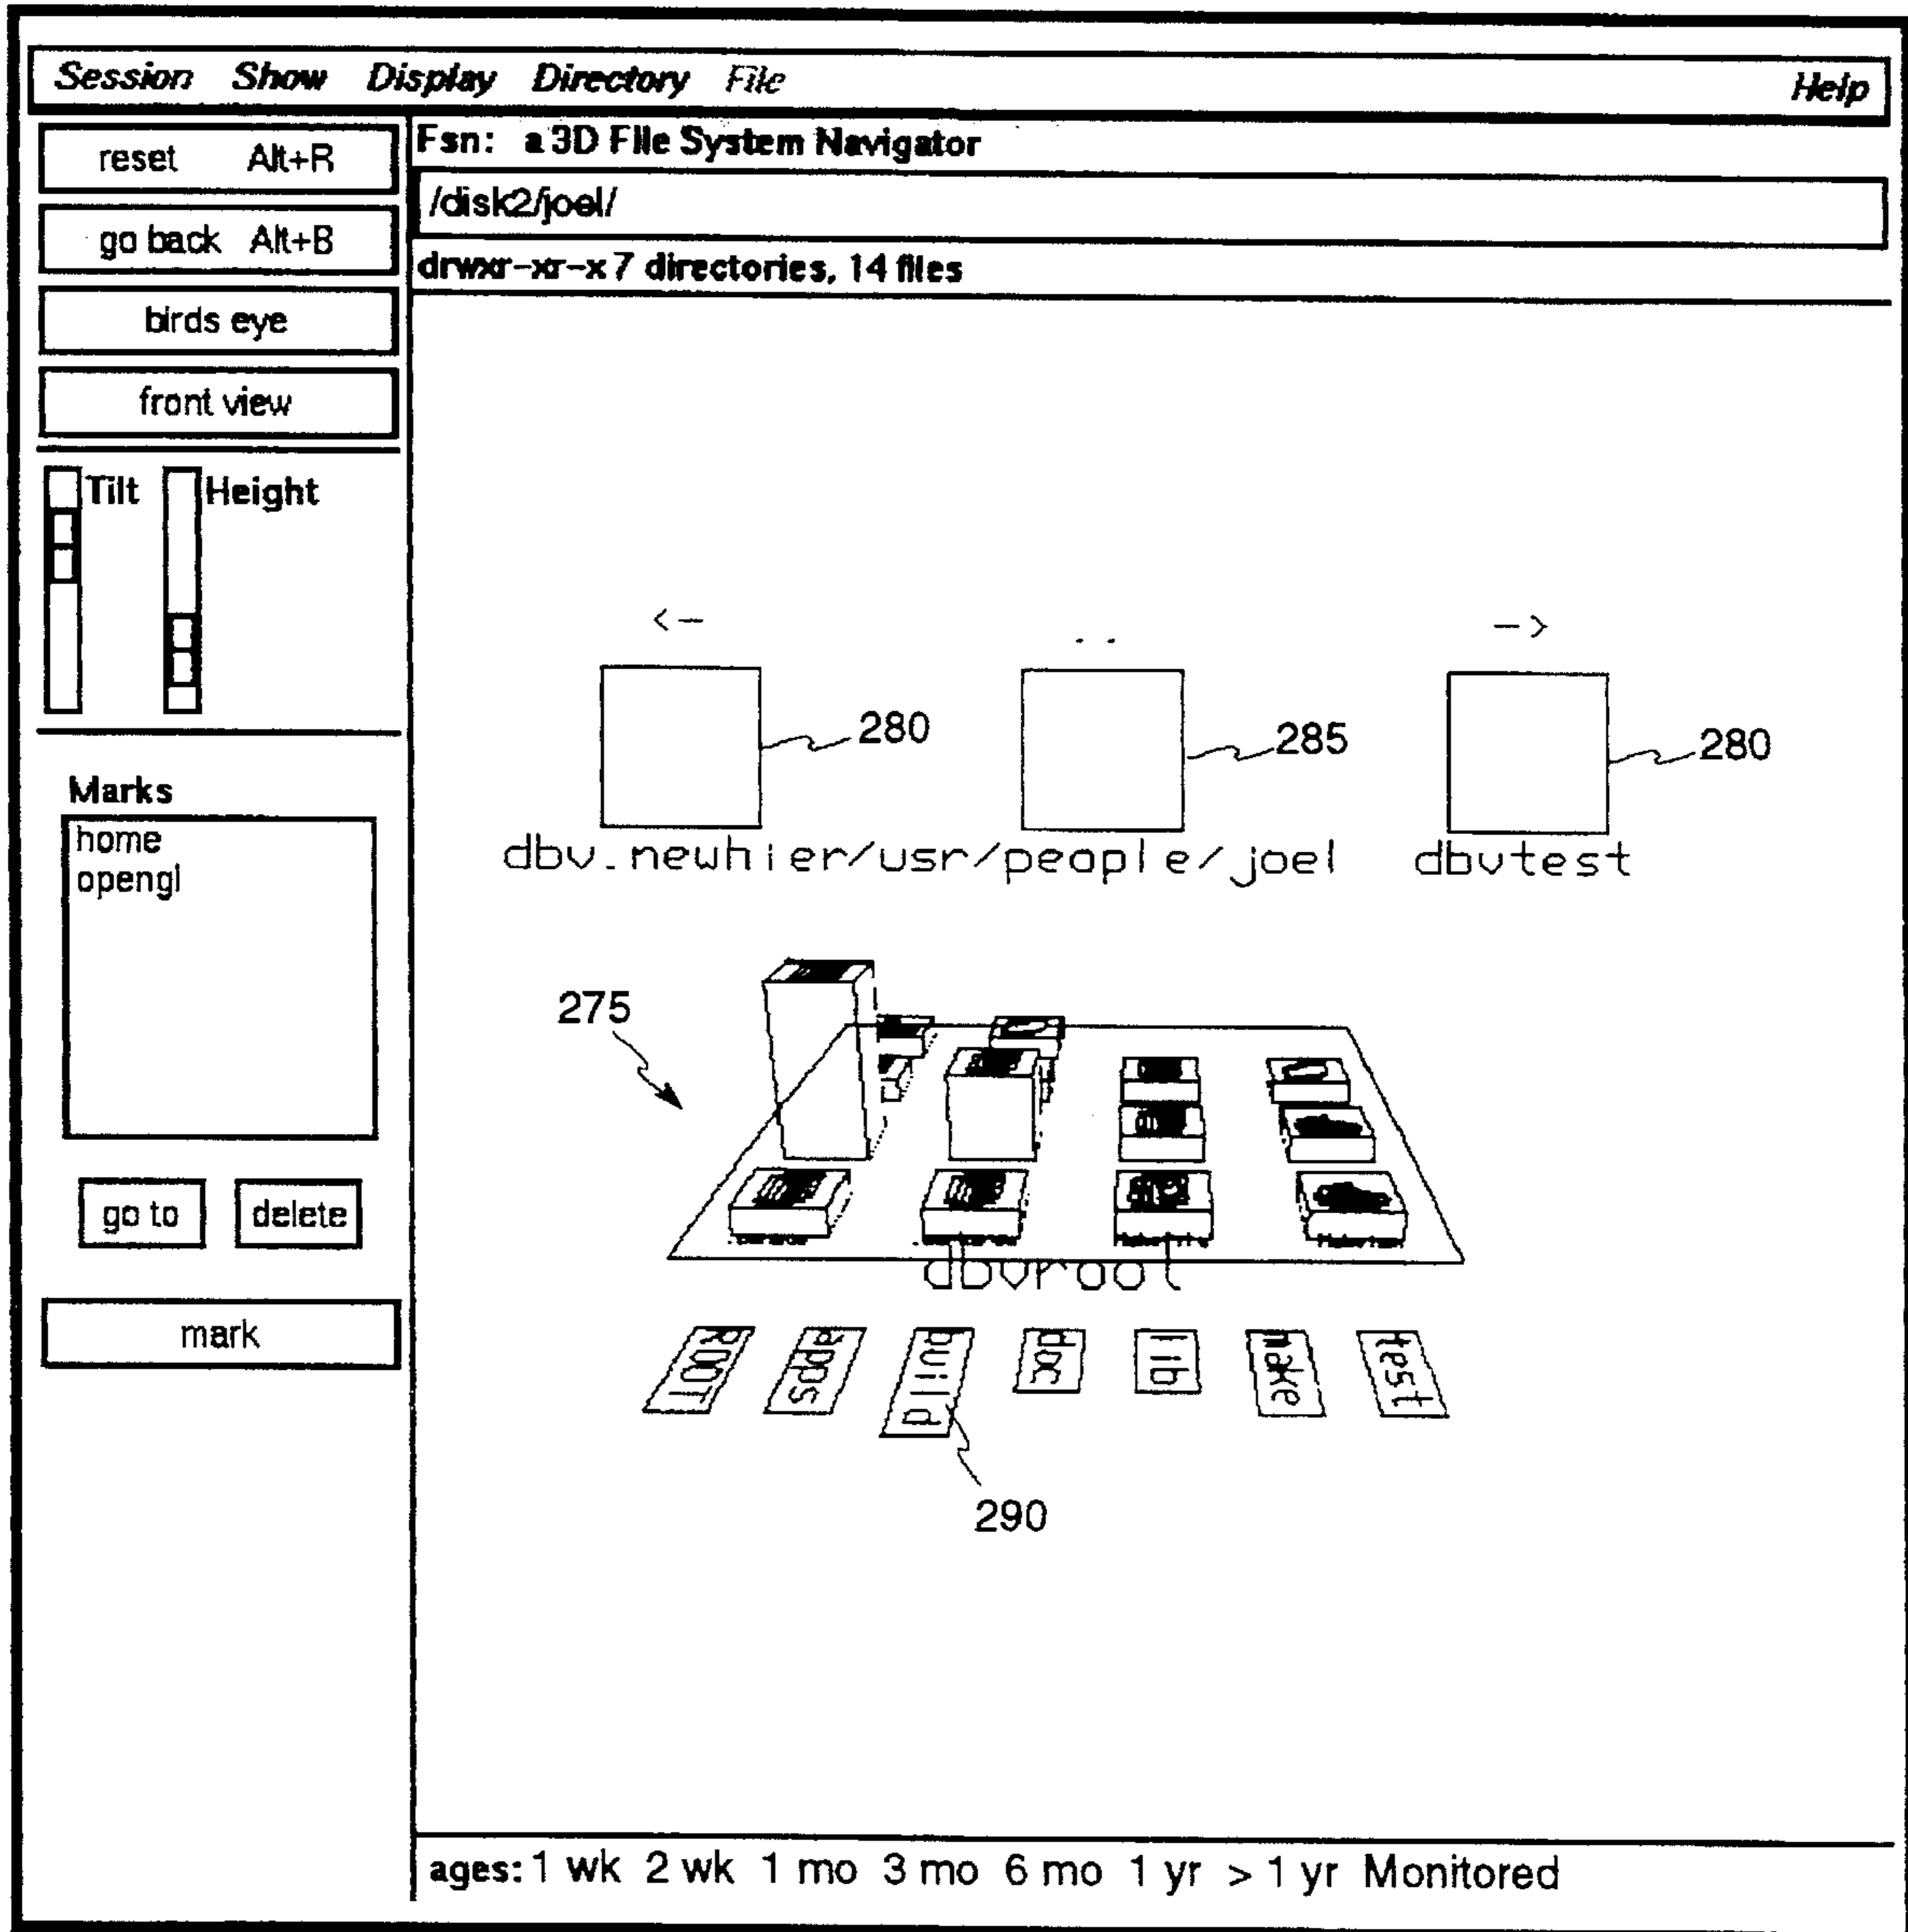 Session Show Display Directory File Help
reset Alt+R
go back Alt+B
birds eye
front view
Fsn: a 3D File System Navigator
/disk2/joel/
drwxr-xr-x 7 directories, 14 files
Tilt Height
Marks
home
opengl
go to delete
mark
<- .. ->
280 285 280
dbv.newhier/usr/people/joel dbvtest
275
dbvroot
ROOT apps build doc lib make test
290
ages: 1 wk 2 wk 1 mo 3 mo 6 mo 1 yr > 1 yr Monitored